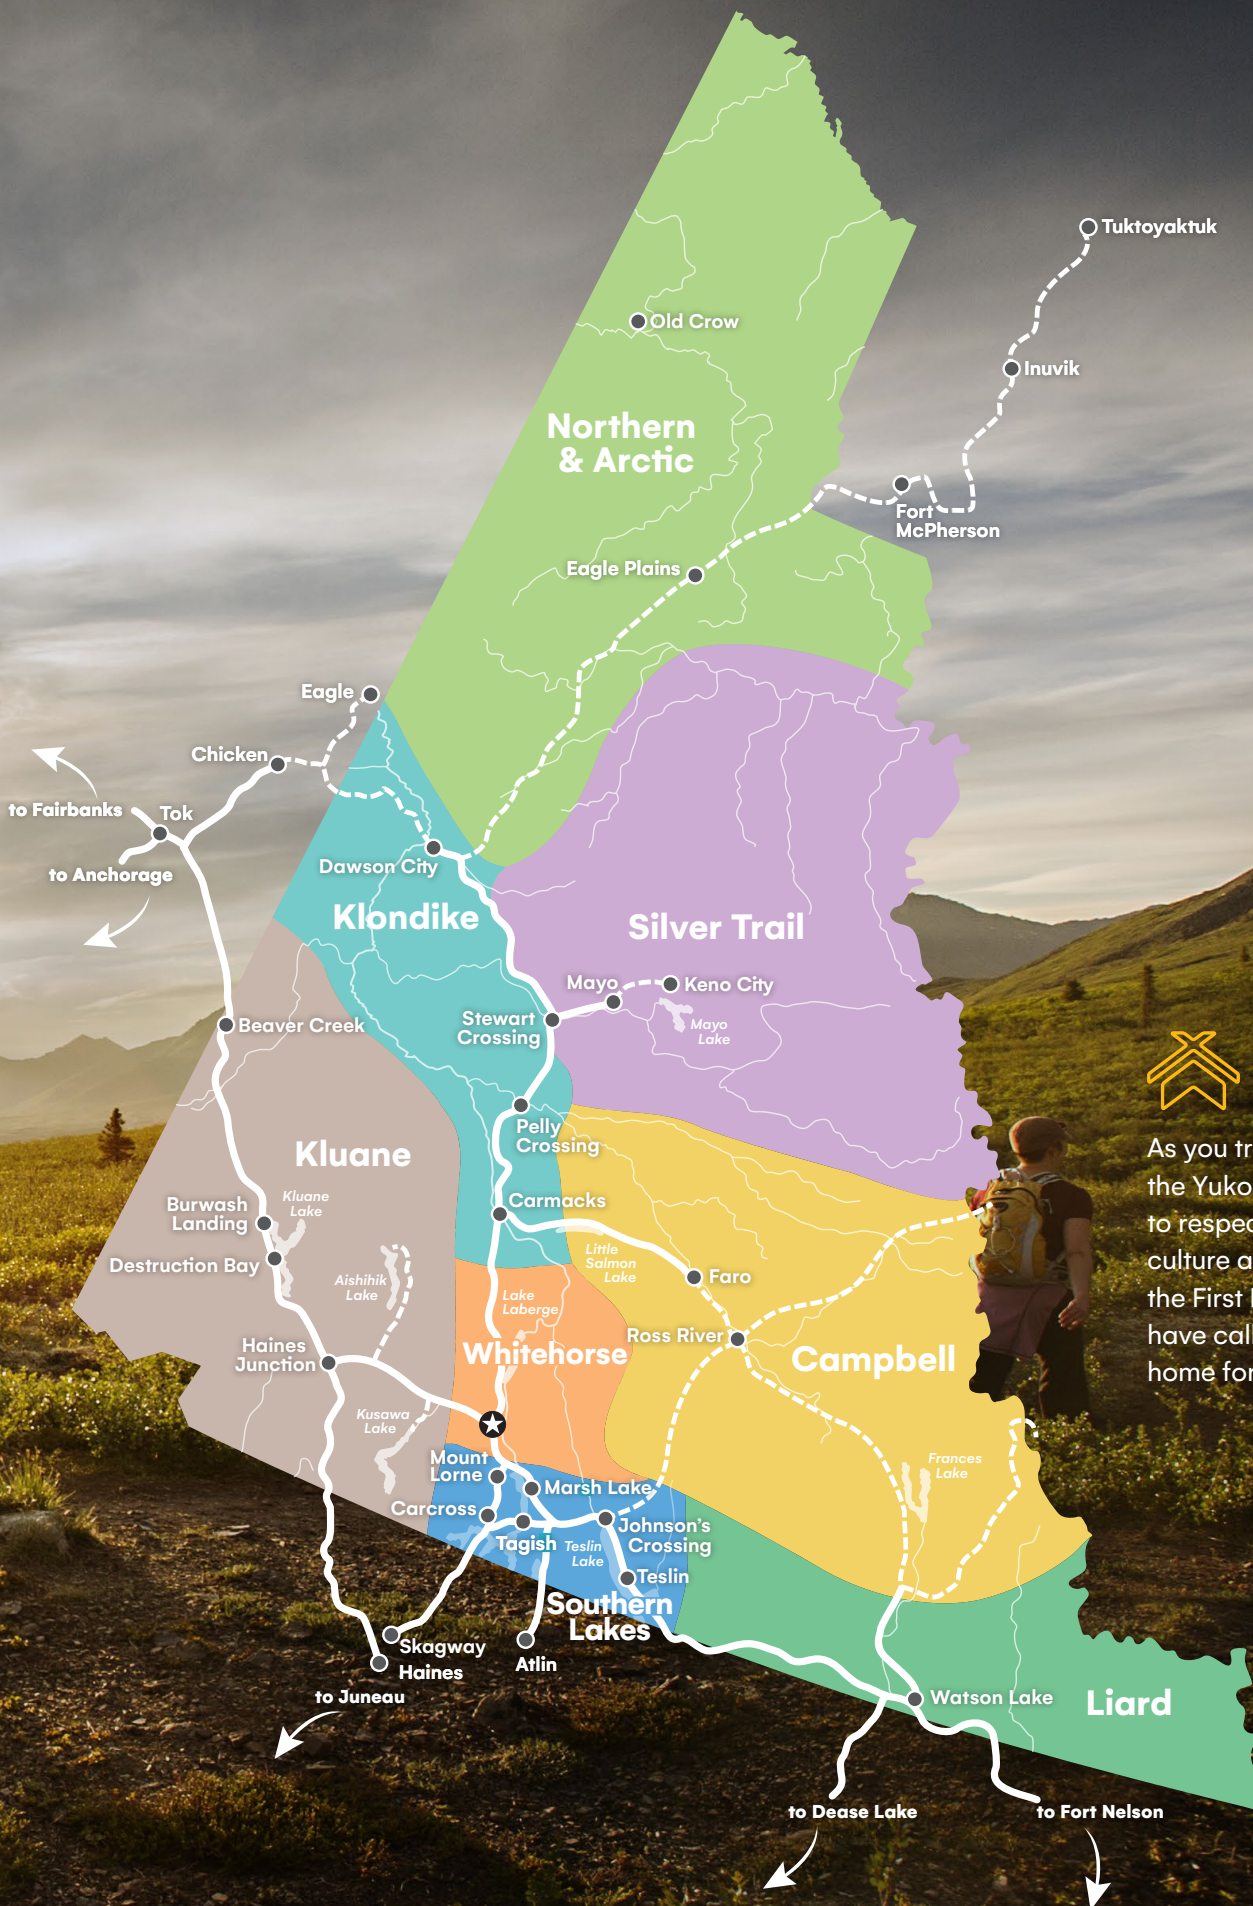 Tuktoyaktuk
Old Crow
Inuvik
Northern
& Arctic
Fort
McPherson
Eagle Plains
Eagle
Chicken
to Fairbanks
Tok
to Anchorage
Dawson City
Klondike
Silver Trail
Mayo
Keno City
Stewart
Crossing
Mayo
Lake
Beaver Creek
Pelly
Crossing
Kluane
As you tr
the Yuko
to respec
culture a
the First
have cal
home for
Burwash
Landing
Kluane
Lake
Carmacks
Destruction Bay
Aishihik
Lake
Little
Salmon
Lake
Faro
Lake
Laberge
Haines
Junction
Whitehorse
Ross River
Campbell
Kusawa
Lake
Frances
Lake
Mount
Lorne
Marsh Lake
Carcross
Tagish
Teslin
Lake
Johnson's
Crossing
Teslin
Southern
Lakes
Skagway
Haines
Atlin
to Juneau
Watson Lake
Liard
to Dease Lake
to Fort Nelson